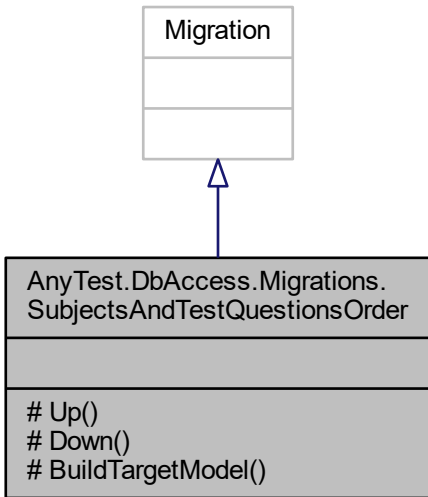 Migration
AnyTest.DbAccess.Migrations.
SubjectsAndTestQuestionsOrder
# Up()
# Down()
# BuildTargetModel()